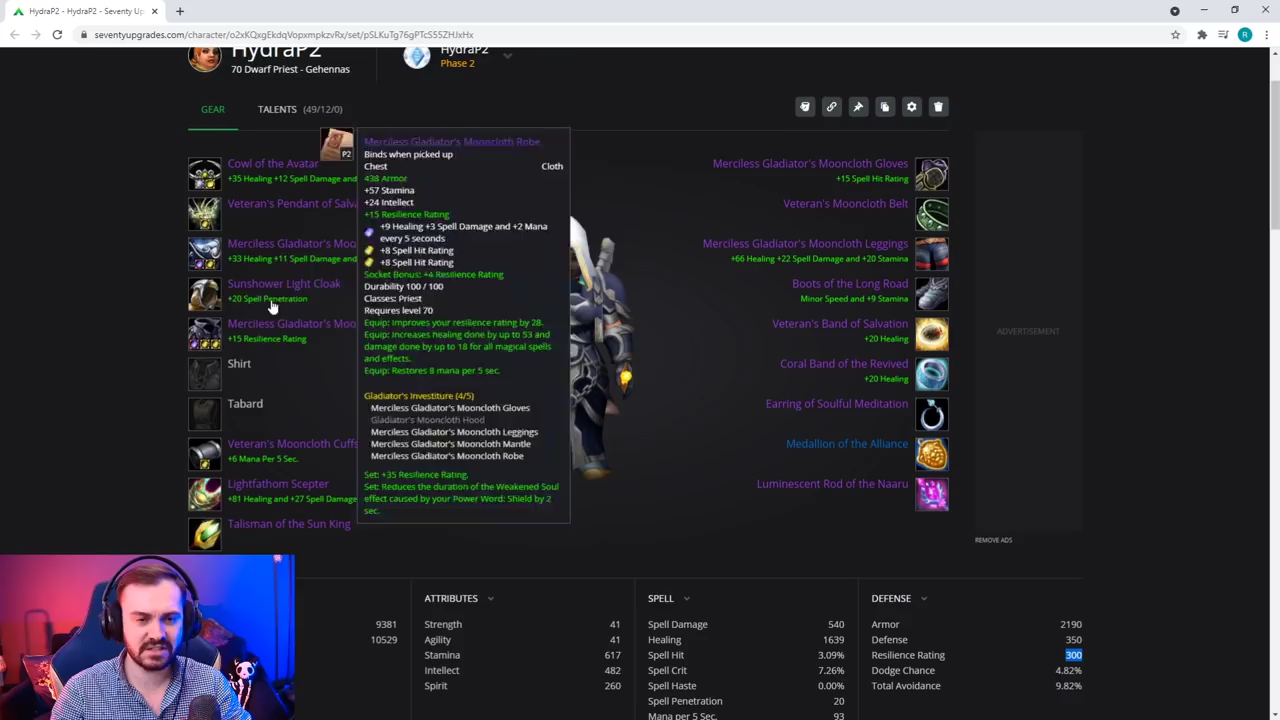 HydraP2 - HydraP2 - Seventy Up
seventyupgrades.com/character/o2xKQxgEkdqVopxmpkzvRx/set/pSLKuTg76gPTcS55ZHJxHx
R
HydraP2
70 Dwarf Priest - Gehennas
HydraP2
Phase 2
GEAR
TALENTS (49/12/0)
P2
Cowl of the Avatar
+35 Healing +12 Spell Damage and
Veteran's Pendant of Salva
Merciless Gladiator's Moo
+33 Healing +11 Spell Damage and
Sunshower Light Cloak
+20 Spell Penetration
Merciless Gladiator's Moo
+15 Resilience Rating
Shirt
Tabard
Veteran's Mooncloth Cuffs
+6 Mana Per 5 Sec.
Lightfathom Scepter
+81 Healing and +27 Spell Damage
Talisman of the Sun King
Merciless Gladiator's Mooncloth Robe
Binds when picked up
Chest Cloth
438 Armor
+57 Stamina
+24 Intellect
+15 Resilience Rating
+9 Healing +3 Spell Damage and +2 Mana
every 5 seconds
+8 Spell Hit Rating
+8 Spell Hit Rating
Socket Bonus: +4 Resilience Rating
Durability 100 / 100
Classes: Priest
Requires level 70
Equip: Improves your resilience rating by 28.
Equip: Increases healing done by up to 53 and
damage done by up to 18 for all magical spells
and effects.
Equip: Restores 8 mana per 5 sec.
Gladiator's Investiture (4/5)
Merciless Gladiator's Mooncloth Gloves
Gladiator's Mooncloth Hood
Merciless Gladiator's Mooncloth Leggings
Merciless Gladiator's Mooncloth Mantle
Merciless Gladiator's Mooncloth Robe
Set: +35 Resilience Rating.
Set: Reduces the duration of the Weakened Soul
effect caused by your Power Word: Shield by 2
sec.
Merciless Gladiator's Mooncloth Gloves
+15 Spell Hit Rating
Veteran's Mooncloth Belt
Merciless Gladiator's Mooncloth Leggings
+66 Healing +22 Spell Damage and +20 Stamina
Boots of the Long Road
Minor Speed and +9 Stamina
Veteran's Band of Salvation
+20 Healing
Coral Band of the Revived
+20 Healing
Earring of Soulful Meditation
Medallion of the Alliance
Luminescent Rod of the Naaru
ADVERTISEMENT
REMOVE ADS
9381
10529
ATTRIBUTES
Strength 41
Agility 41
Stamina 617
Intellect 482
Spirit 260
SPELL
Spell Damage 540
Healing 1639
Spell Hit 3.09%
Spell Crit 7.26%
Spell Haste 0.00%
Spell Penetration 20
Mana per 5 Sec. 93
DEFENSE
Armor 2190
Defense 350
Resilience Rating 300
Dodge Chance 4.82%
Total Avoidance 9.82%